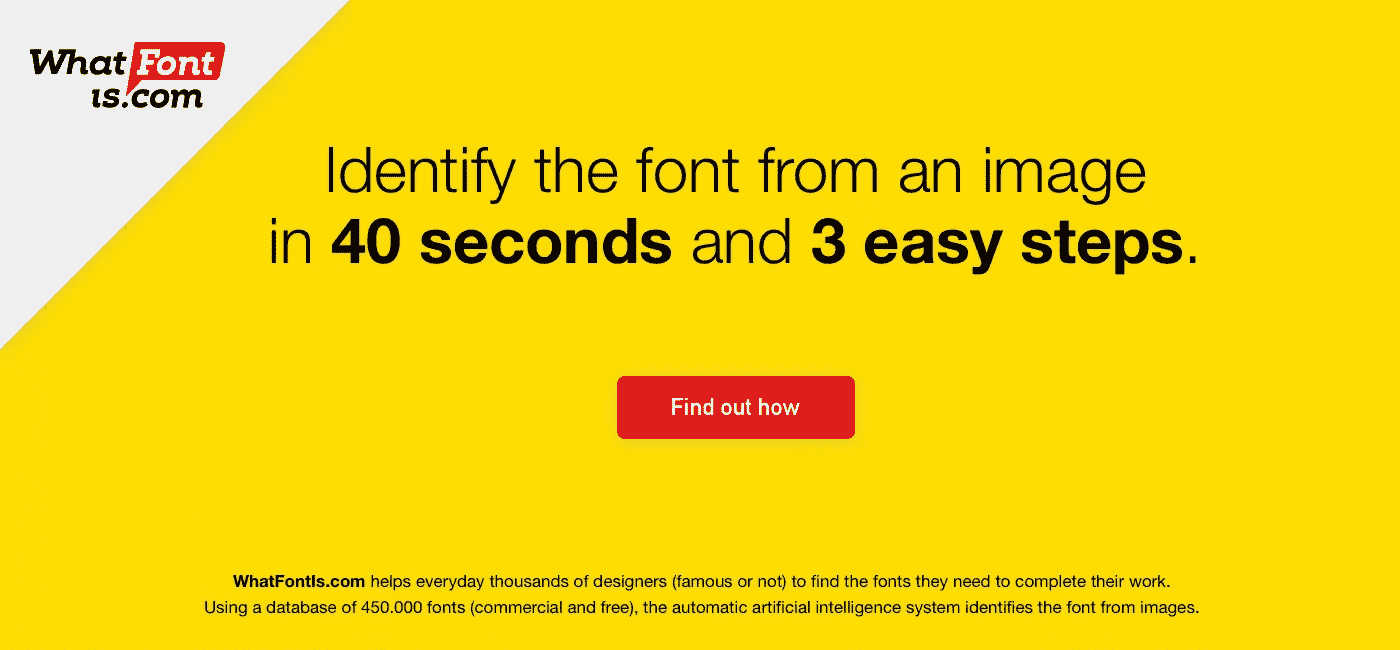 What Font
is.com
Identify the font from an image
in 40 seconds and 3 easy steps.
Find out how
WhatFontIs.com helps everyday thousands of designers (famous or not) to find the fonts they need to complete their work.
Using a database of 450.000 fonts (commercial and free), the automatic artificial intelligence system identifies the font from images.